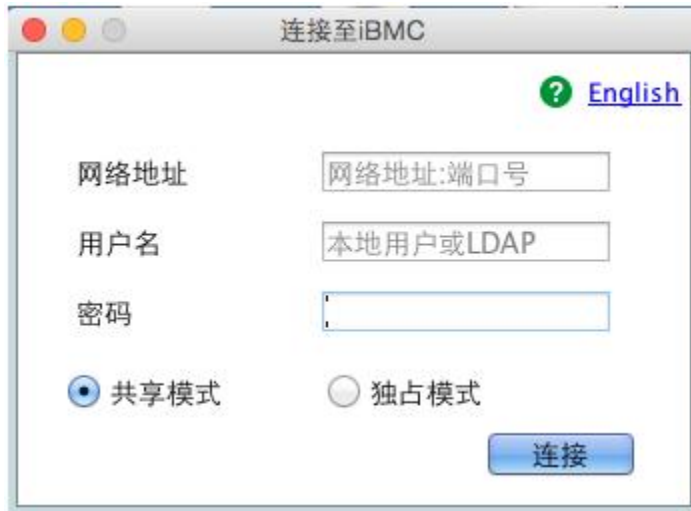 连接至iBMC
English
网络地址 网络地址:端口号
用户名 本地用户或LDAP
密码
共享模式 独占模式
连接